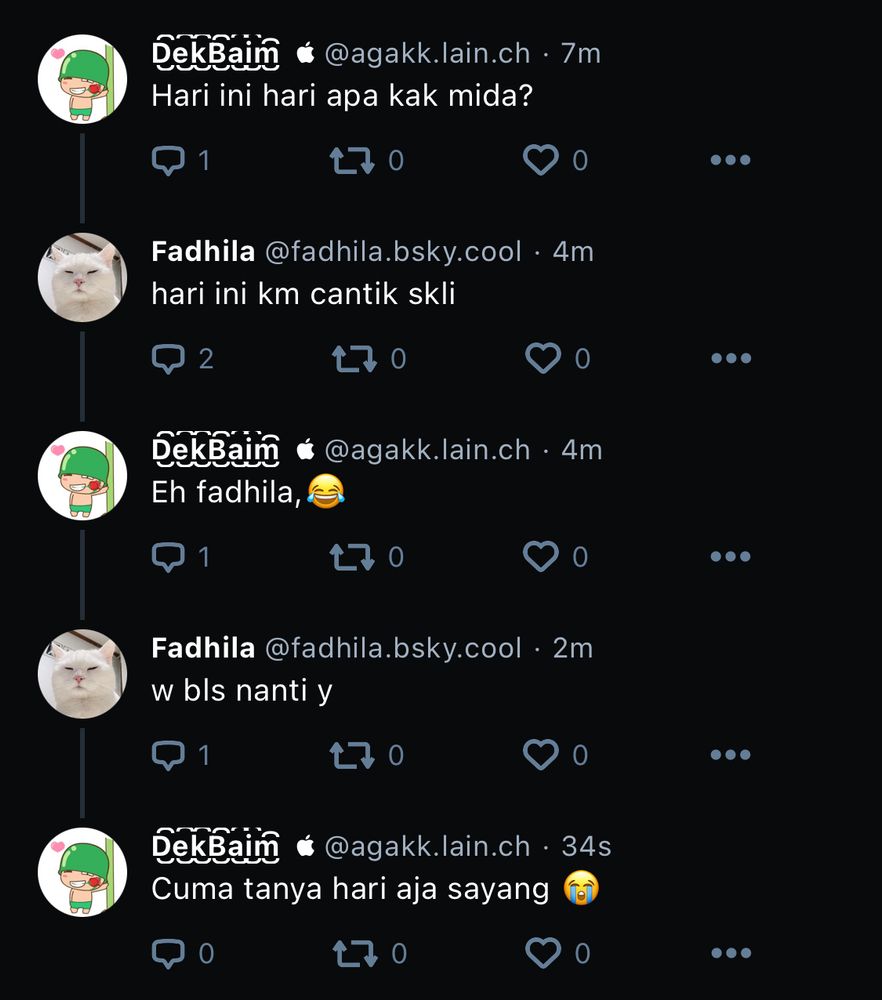 DekBaim  @agakk.lain.ch · 7m
Hari ini hari apa kak mida?
1 0 0
Fadhila @fadhila.bsky.cool · 4m
hari ini km cantik skli
2 0 0
DekBaim  @agakk.lain.ch · 4m
Eh fadhila,😂
1 0 0
Fadhila @fadhila.bsky.cool · 2m
w bls nanti y
1 0 0
DekBaim  @agakk.lain.ch · 34s
Cuma tanya hari aja sayang 😭
0 0 0